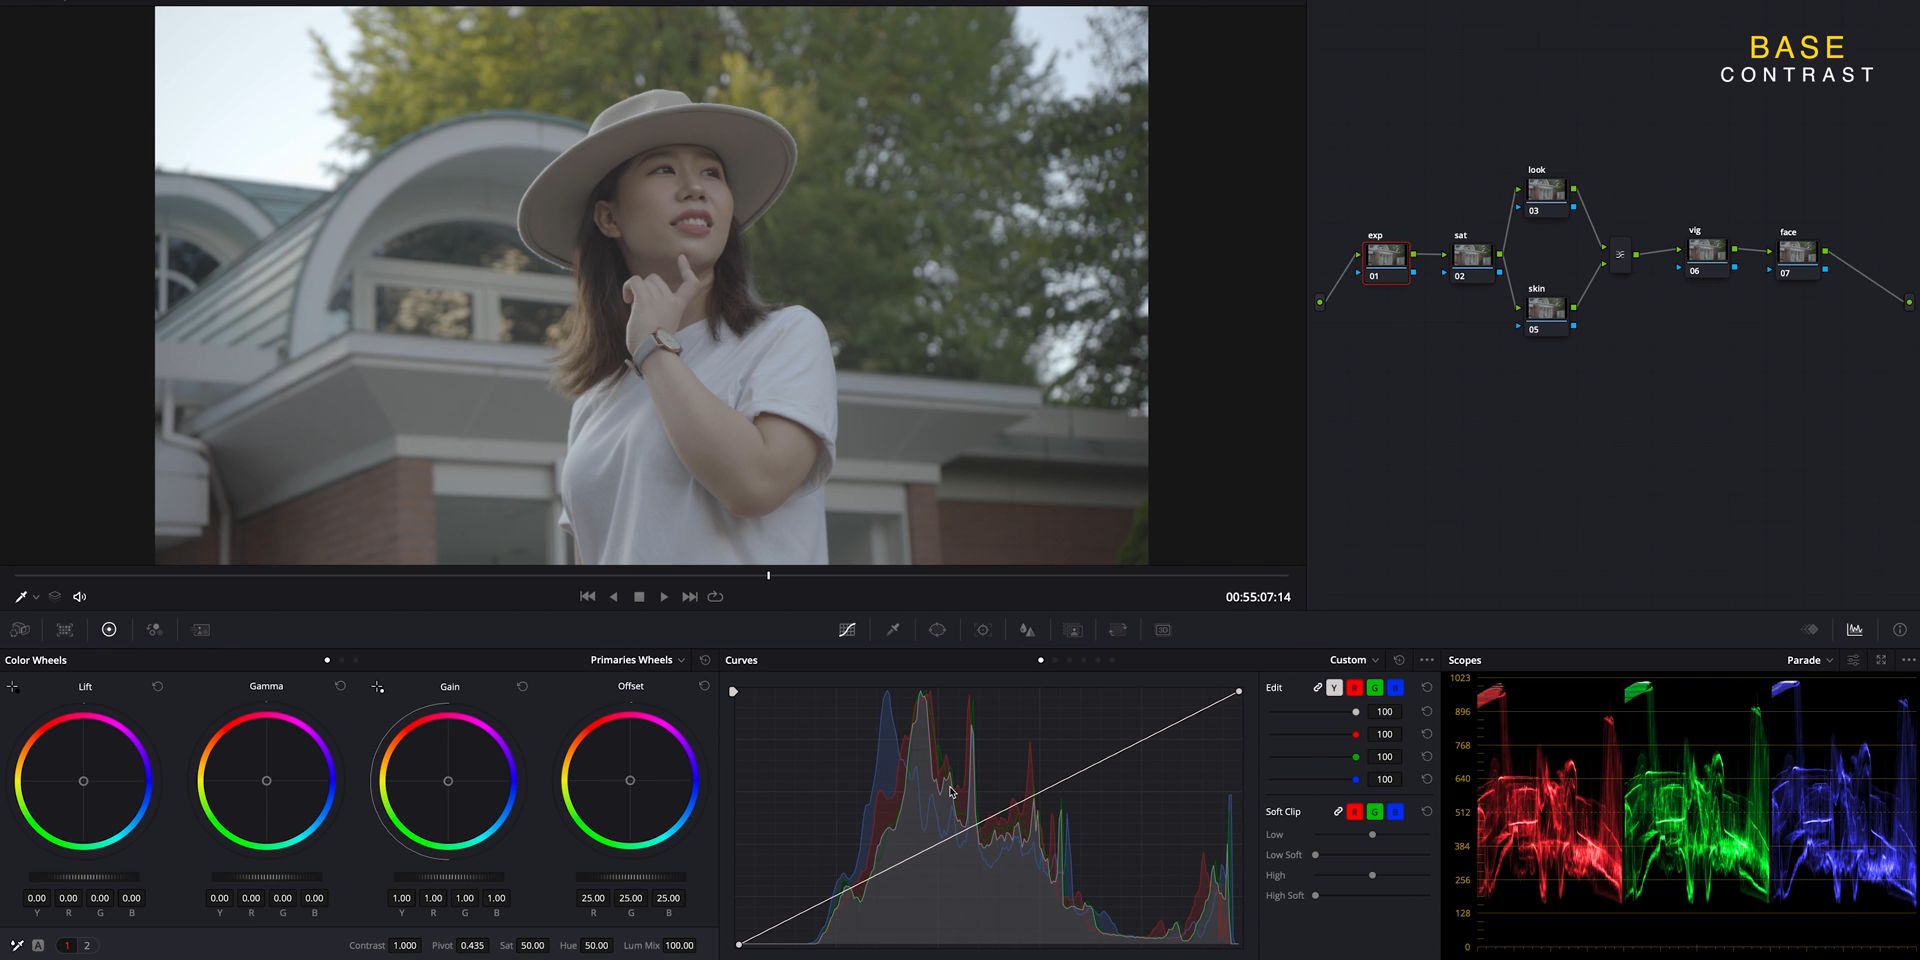 BASE
CONTRAST
look
03
exp
01
sat
02
vig
06
face
07
skin
05
00:55:07:14
3D
Color Wheels
Primaries Wheels
Curves
Custom
Scopes
Parade
Lift
Gamma
Gain
Offset
Edit
Y R G B
100
100
100
100
Soft Clip
R G B
Low
Low Soft
High
High Soft
1023
896
768
640
512
384
256
128
0
0.00 0.00 0.00 0.00
Y R G B
0.00 0.00 0.00 0.00
Y R G B
1.00 1.00 1.00 1.00
Y R G B
25.00 25.00 25.00
R G B
A 1 2
Contrast 1.000 Pivot 0.435 Sat 50.00 Hue 50.00 Lum Mix 100.00